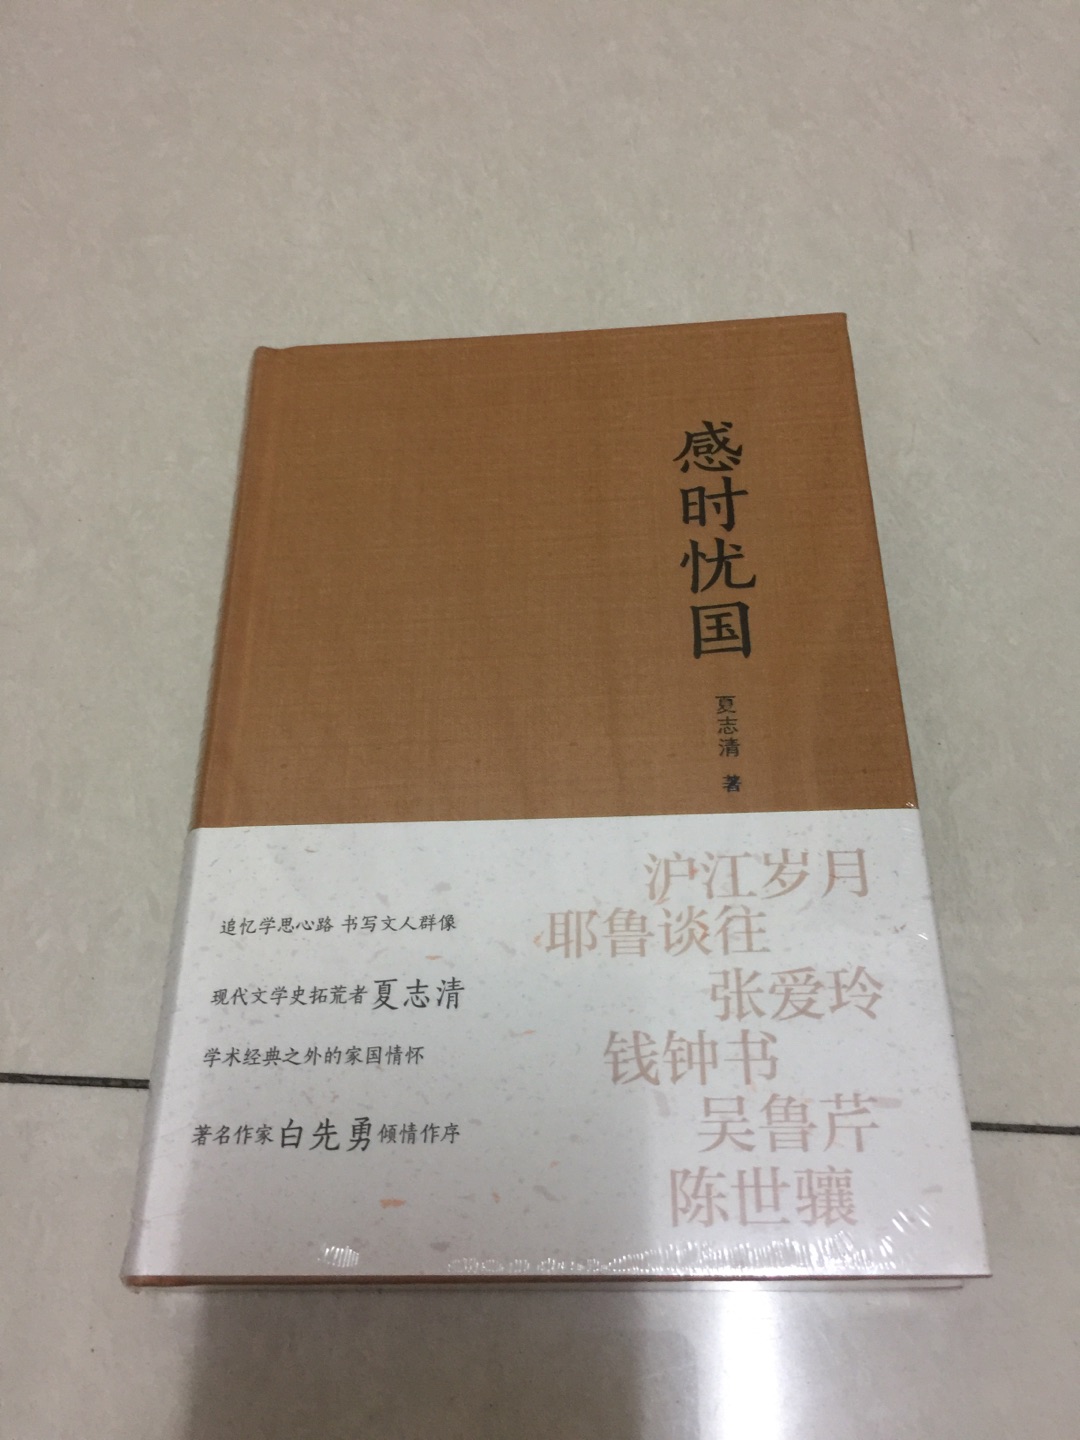 感时忧国
夏志清 著
沪江岁月
耶鲁谈往
张爱玲
钱钟书
吴鲁芹
陈世骧
追忆学思心路 书写文人群像
现代文学史拓荒者夏志清
学术经典之外的家国情怀
著名作家白先勇倾情作序